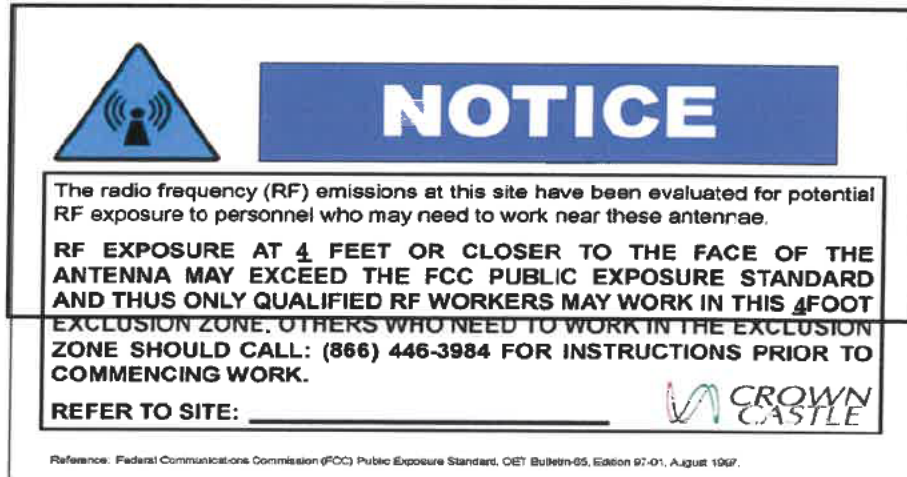 NOTICE
The radio frequency (RF) emissions at this site have been evaluated for potential
RF exposure to personnel who may need to work near these antennae.
RF EXPOSURE AT 4 FEET OR CLOSER TO THE FACE OF THE
ANTENNA MAY EXCEED THE FCC PUBLIC EXPOSURE STANDARD
AND THUS ONLY QUALIFIED RF WORKERS MAY WORK IN THIS 4FOOT
EXCLUSION ZONE. OTHERS WHO NEED TO WORK IN THE EXCLUSION
ZONE SHOULD CALL: (866) 446-3984 FOR INSTRUCTIONS PRIOR TO
COMMENCING WORK.
REFER TO SITE:
CROWN
CASTLE
Reference: Federal Communications Commission (FCC) Public Exposure Standard, OET Bulletin-65, Edition 97-01, August 1997.